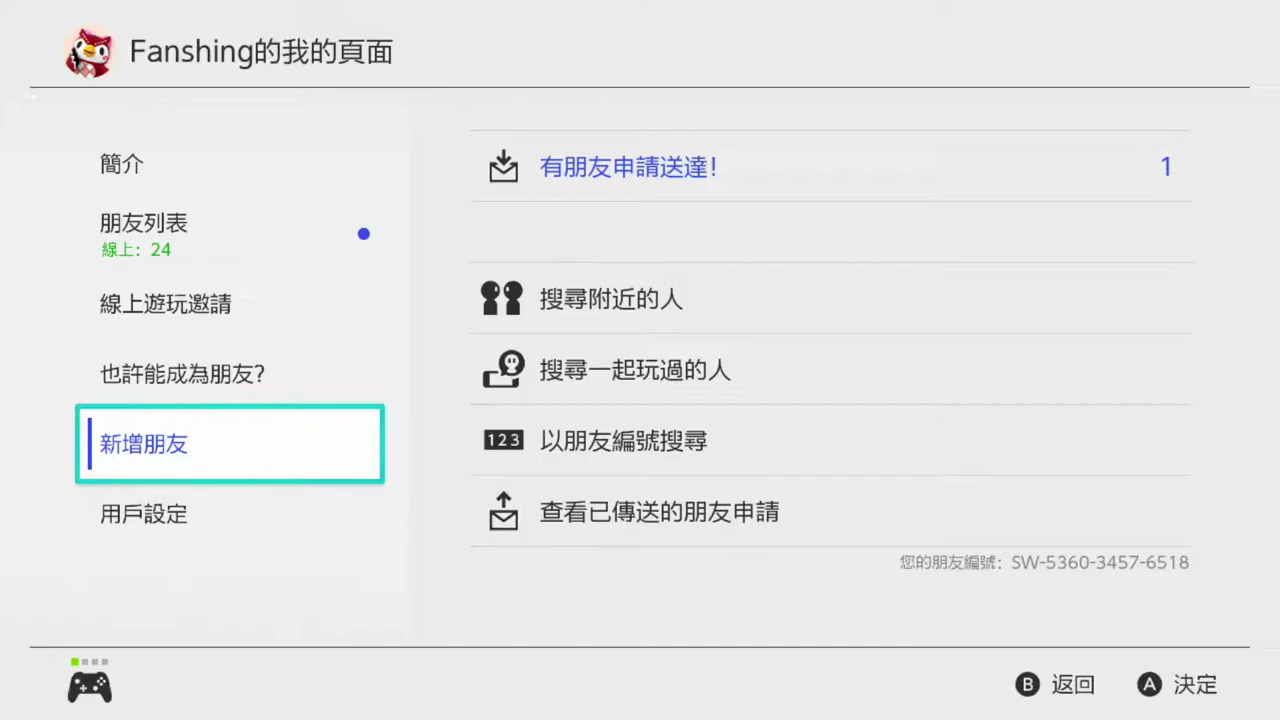 Fanshing的我的頁面
簡介
朋友列表
線上: 24
線上遊玩邀請
也許能成為朋友?
新增朋友
用戶設定
有朋友申請送達! 1
搜尋附近的人
搜尋一起玩過的人
123 以朋友編號搜尋
查看已傳送的朋友申請
您的朋友編號: SW-5360-3457-6518
B 返回 A 決定